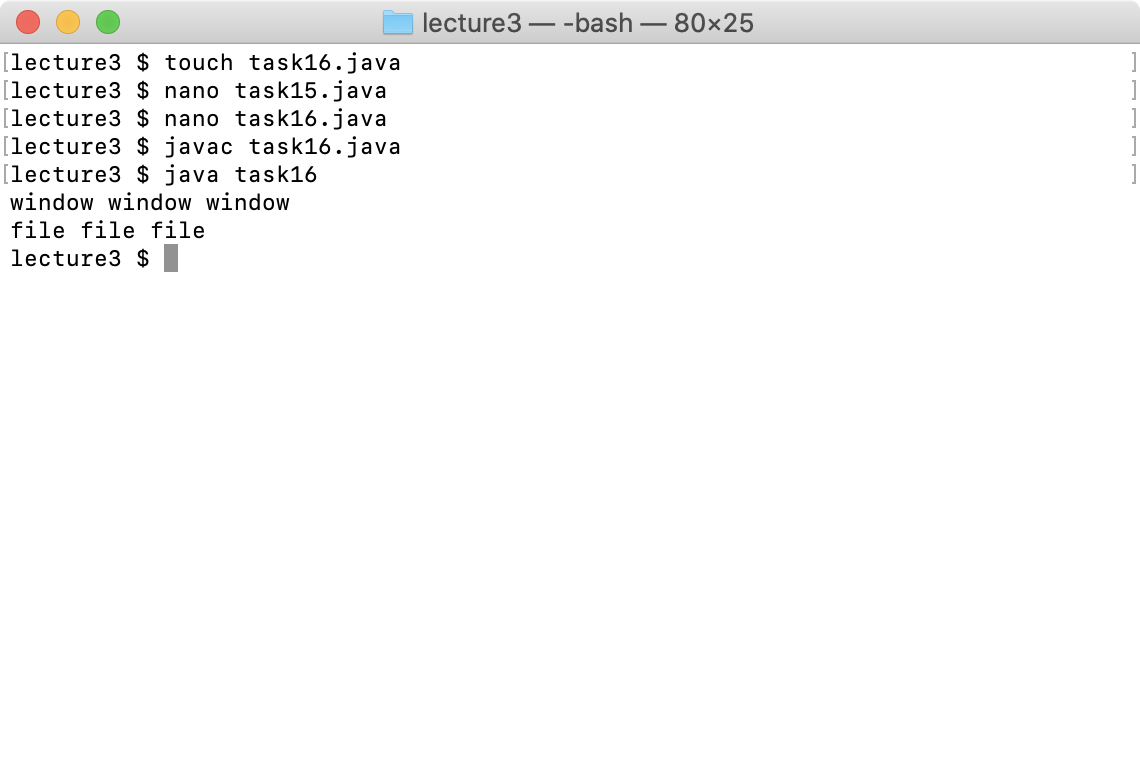 lecture3 — -bash — 80×25
[lecture3 $ touch task16.java ]
[lecture3 $ nano task15.java ]
[lecture3 $ nano task16.java ]
[lecture3 $ javac task16.java ]
[lecture3 $ java task16 ]
window window window
file file file
lecture3 $